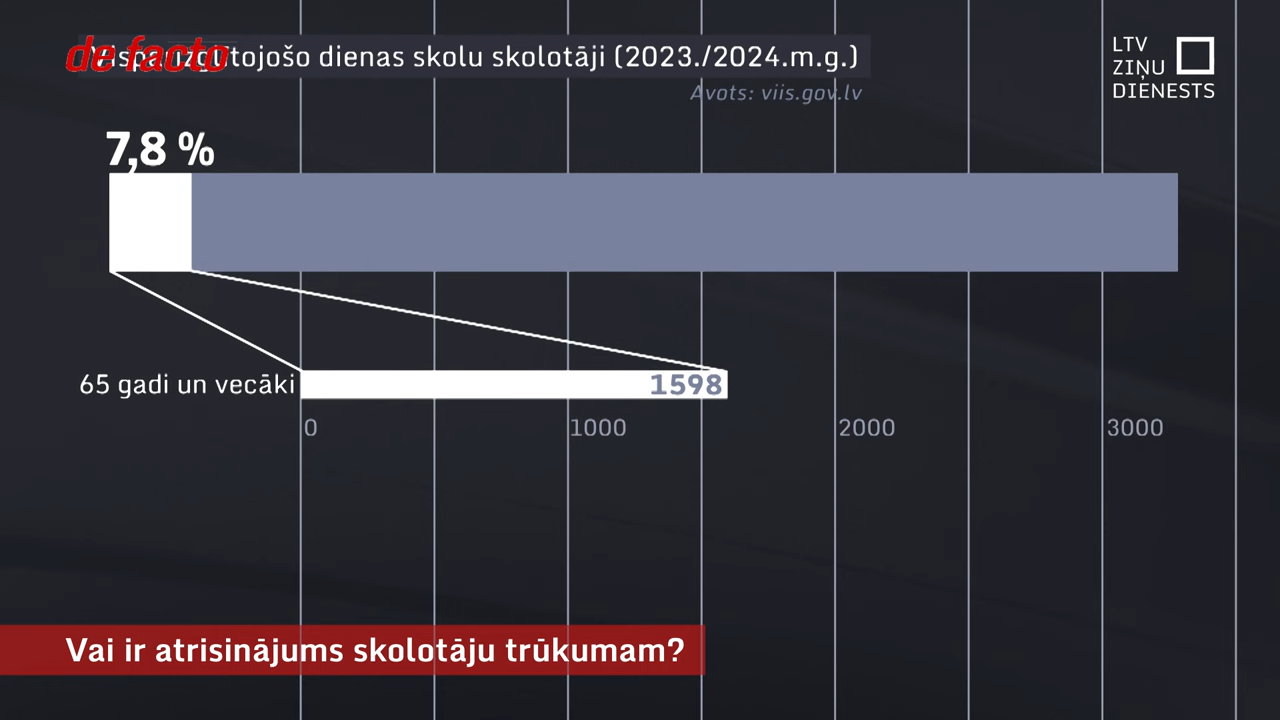 de facto
Vispārizglītojošo dienas skolu skolotāji (2023./2024.m.g.)
Avots: viis.gov.lv
LTV
ZIŅU
DIENESTS
7,8 %
65 gadi un vecāki
1598
0
1000
2000
3000
Vai ir atrisinājums skolotāju trūkumam?